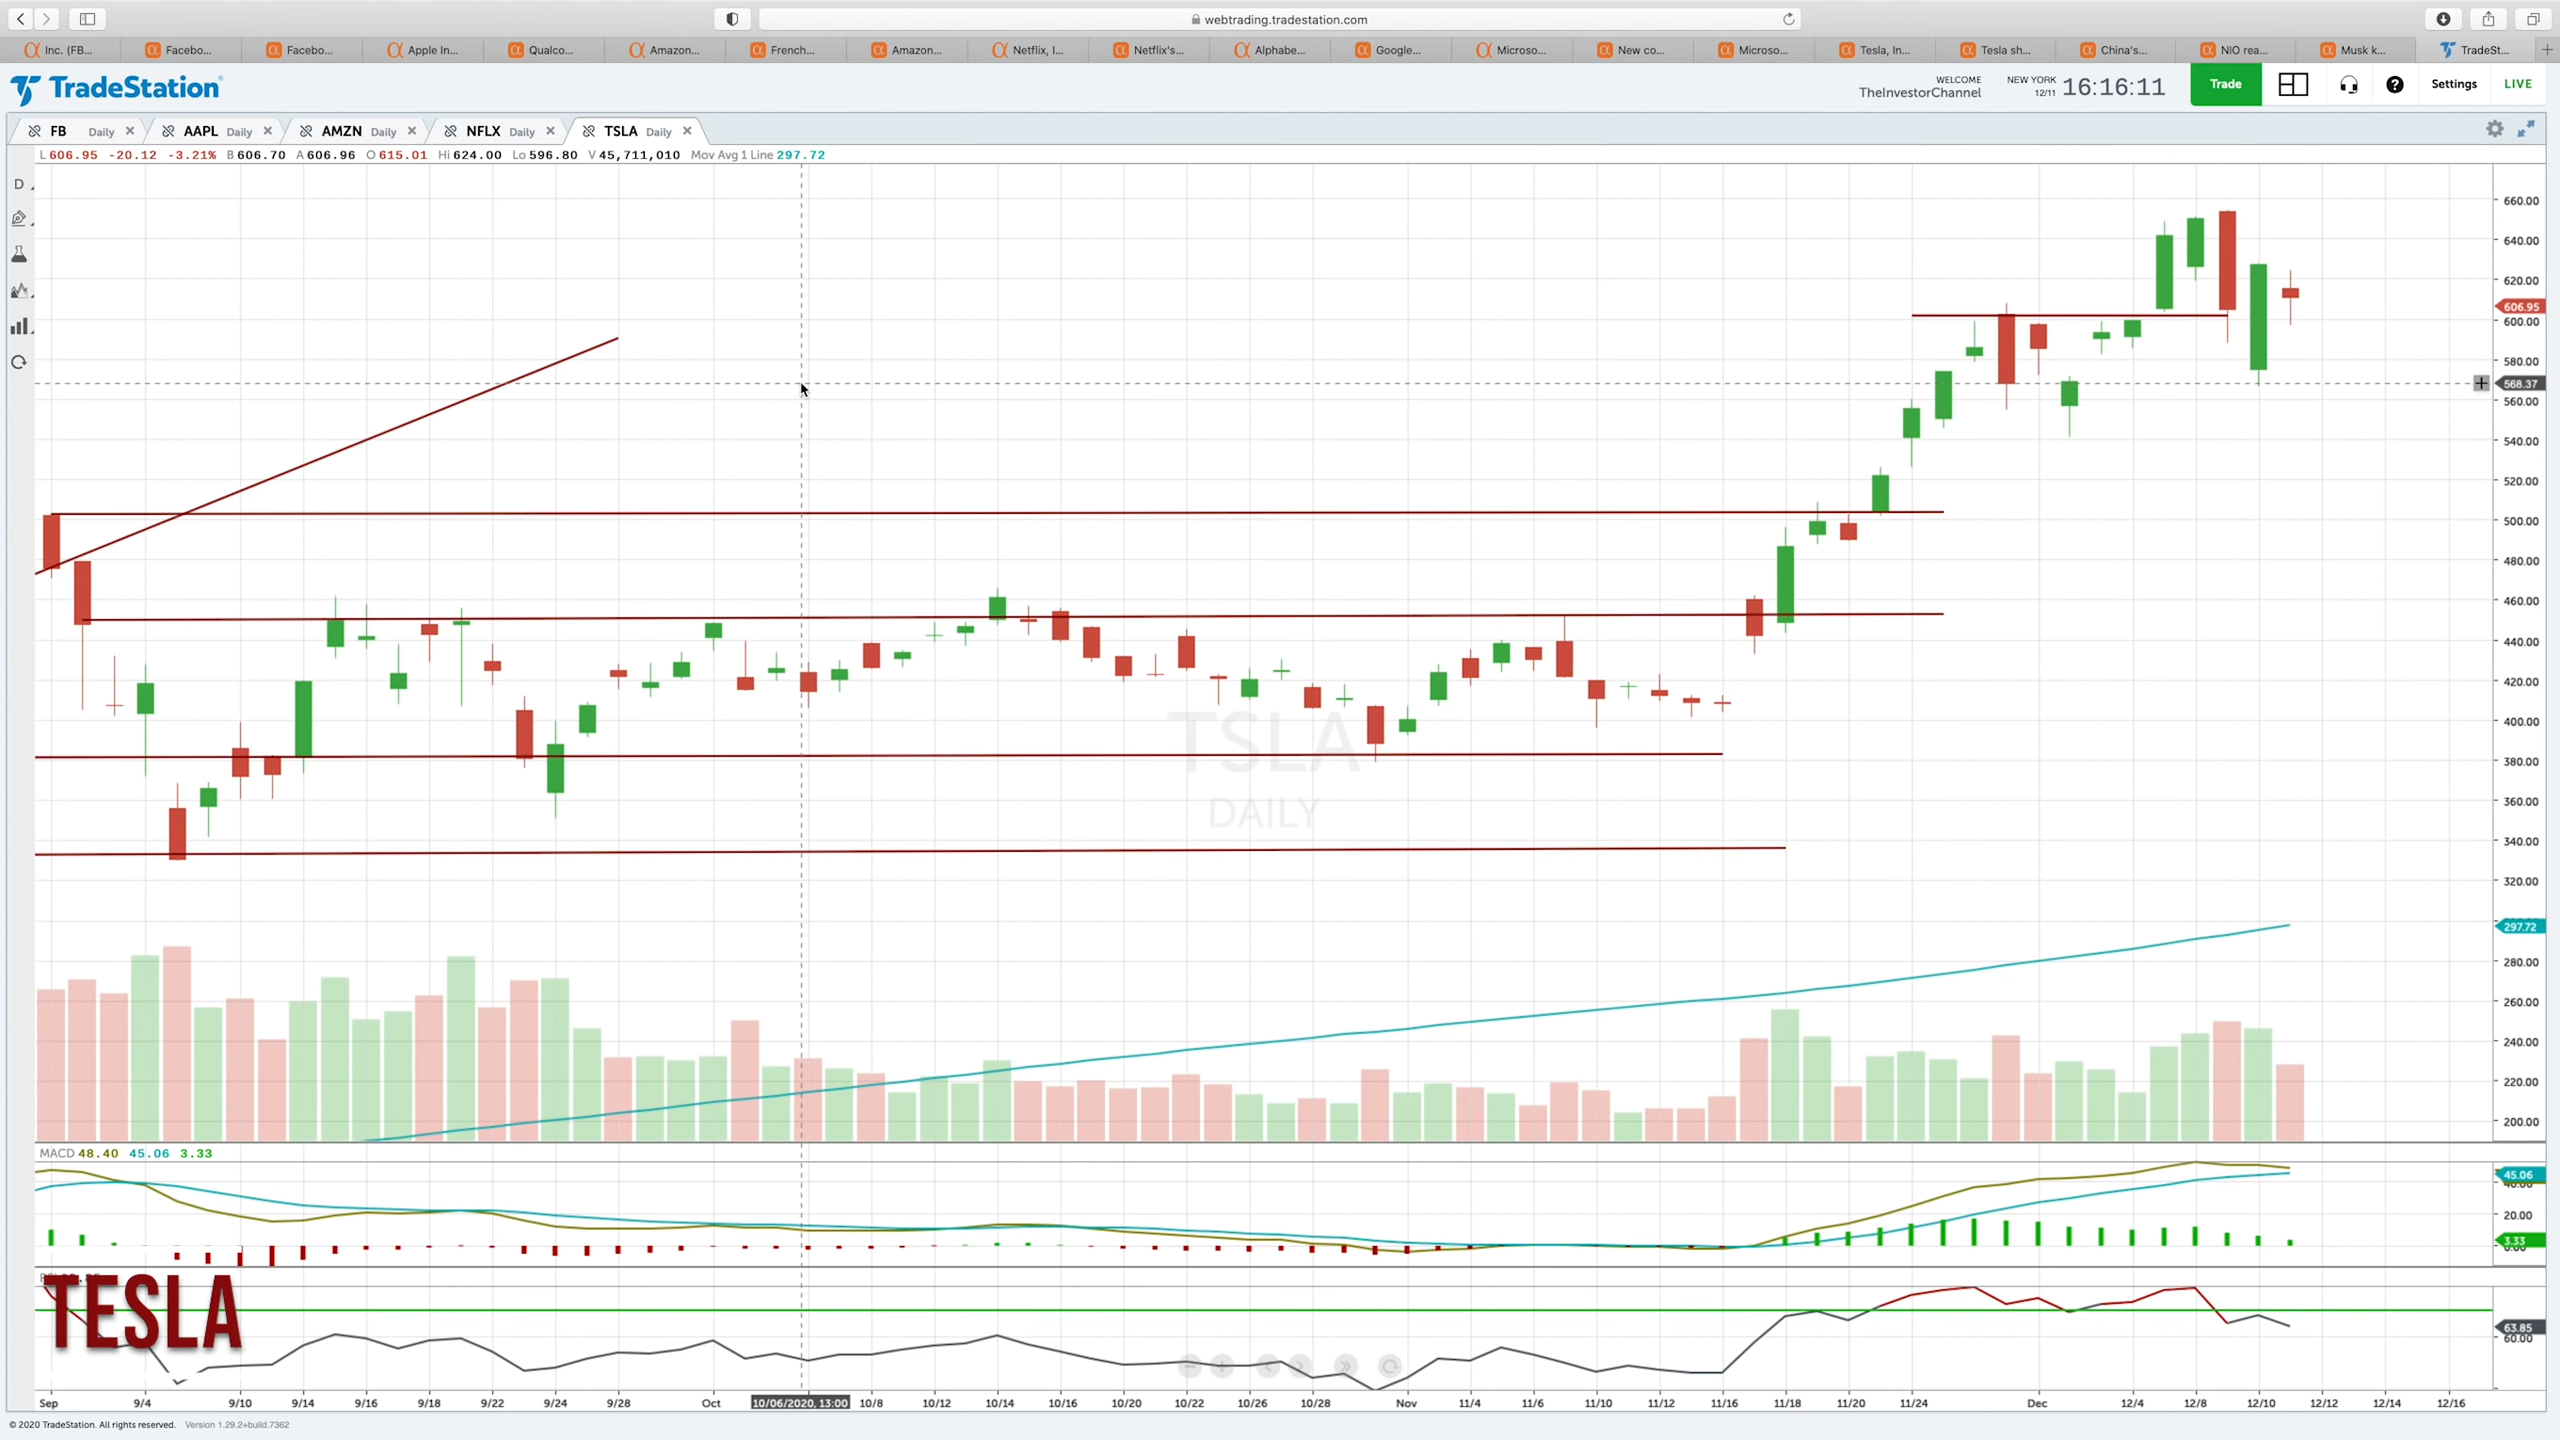 webtrading.tradestation.com
Inc. (FB... Facebo... Facebo... Apple In... Qualco... Amazon... French... Amazon... Netflix, I... Netflix's... Alphabe... Google... Microso... New co... Microso... Tesla, In... Tesla sh... China's... NIO rea... Musk k... TradeSt...
TradeStation
WELCOME
TheInvestorChannel
NEW YORK
12/11
16:16:11
Trade
Settings
LIVE
FB Daily AAPL Daily AMZN Daily NFLX Daily TSLA Daily
L 606.95 -20.12 -3.21% B 606.70 A 606.96 O 615.01 Hi 624.00 Lo 596.80 V 45,711,010 Mov Avg 1 Line 297.72
D
660.00
640.00
620.00
606.95
600.00
580.00
568.37
560.00
540.00
520.00
500.00
480.00
460.00
440.00
420.00
400.00
380.00
360.00
340.00
320.00
297.72
280.00
260.00
240.00
220.00
200.00
TSLA
DAILY
MACD 48.40 45.06 3.33
45.06
20.00
3.33
63.85
60.00
TESLA
Sep 9/4 9/10 9/14 9/16 9/18 9/22 9/24 9/28 Oct 10/06/2020, 13:00 10/8 10/12 10/14 10/16 10/20 10/22 10/26 10/28 Nov 11/4 11/6 11/10 11/12 11/16 11/18 11/20 11/24 Dec 12/4 12/8 12/10 12/12 12/14 12/16
© 2020 TradeStation. All rights reserved. Version 1.29.2+build.7362